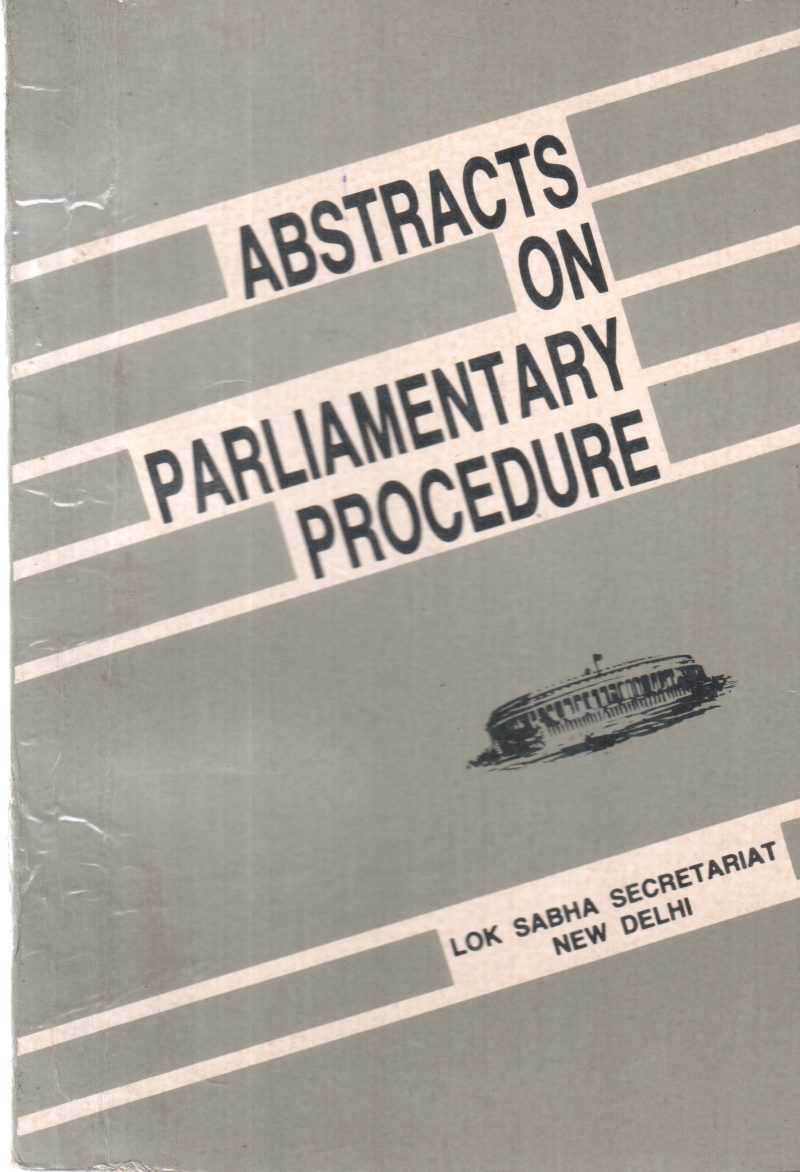 ABSTRACTS
ON
PARLIAMENTARY
PROCEDURE
LOK SABHA SECRETARIAT
NEW DELHI